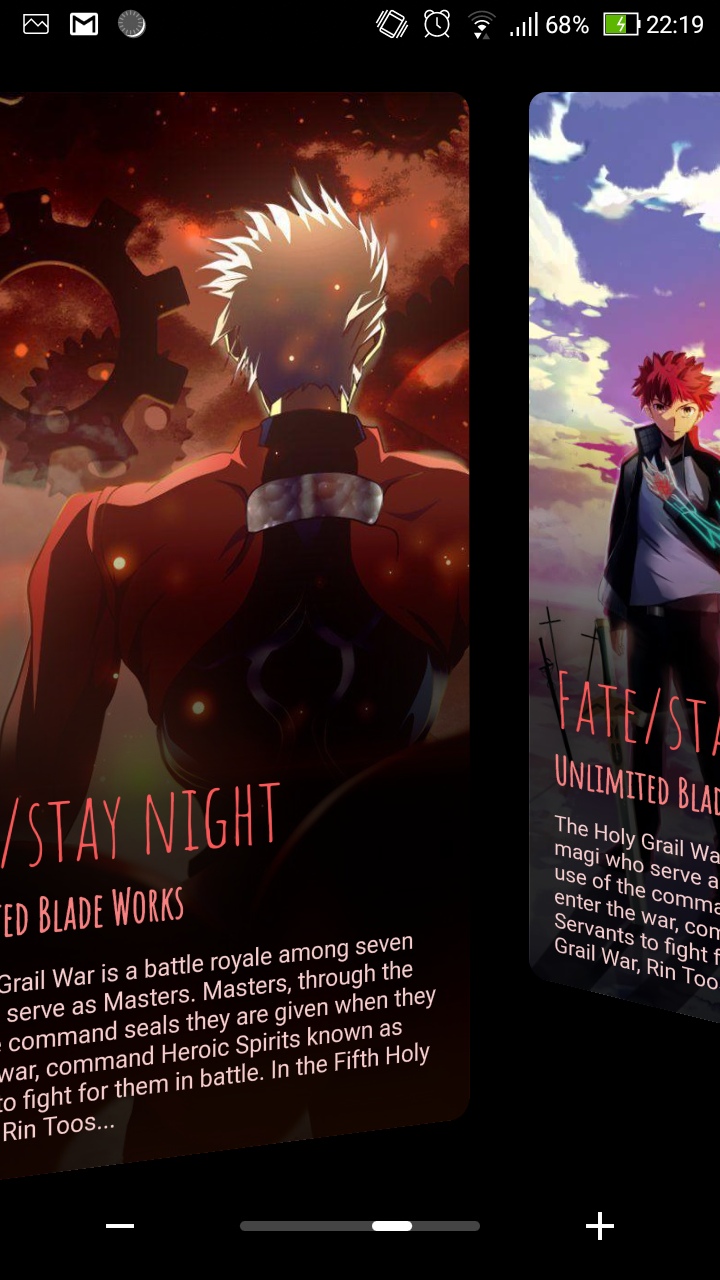 68% 22:19
/STAY NIGHT
TED BLADE WORKS
Grail War is a battle royale among seven
serve as Masters. Masters, through the
command seals they are given when they
war, command Heroic Spirits known as
to fight for them in battle. In the Fifth Holy
Rin Toos...
FATE/STA
UNLIMITED BLAD
The Holy Grail Wa
magi who serve a
use of the comma
enter the war, com
Servants to fight f
Grail War, Rin Too